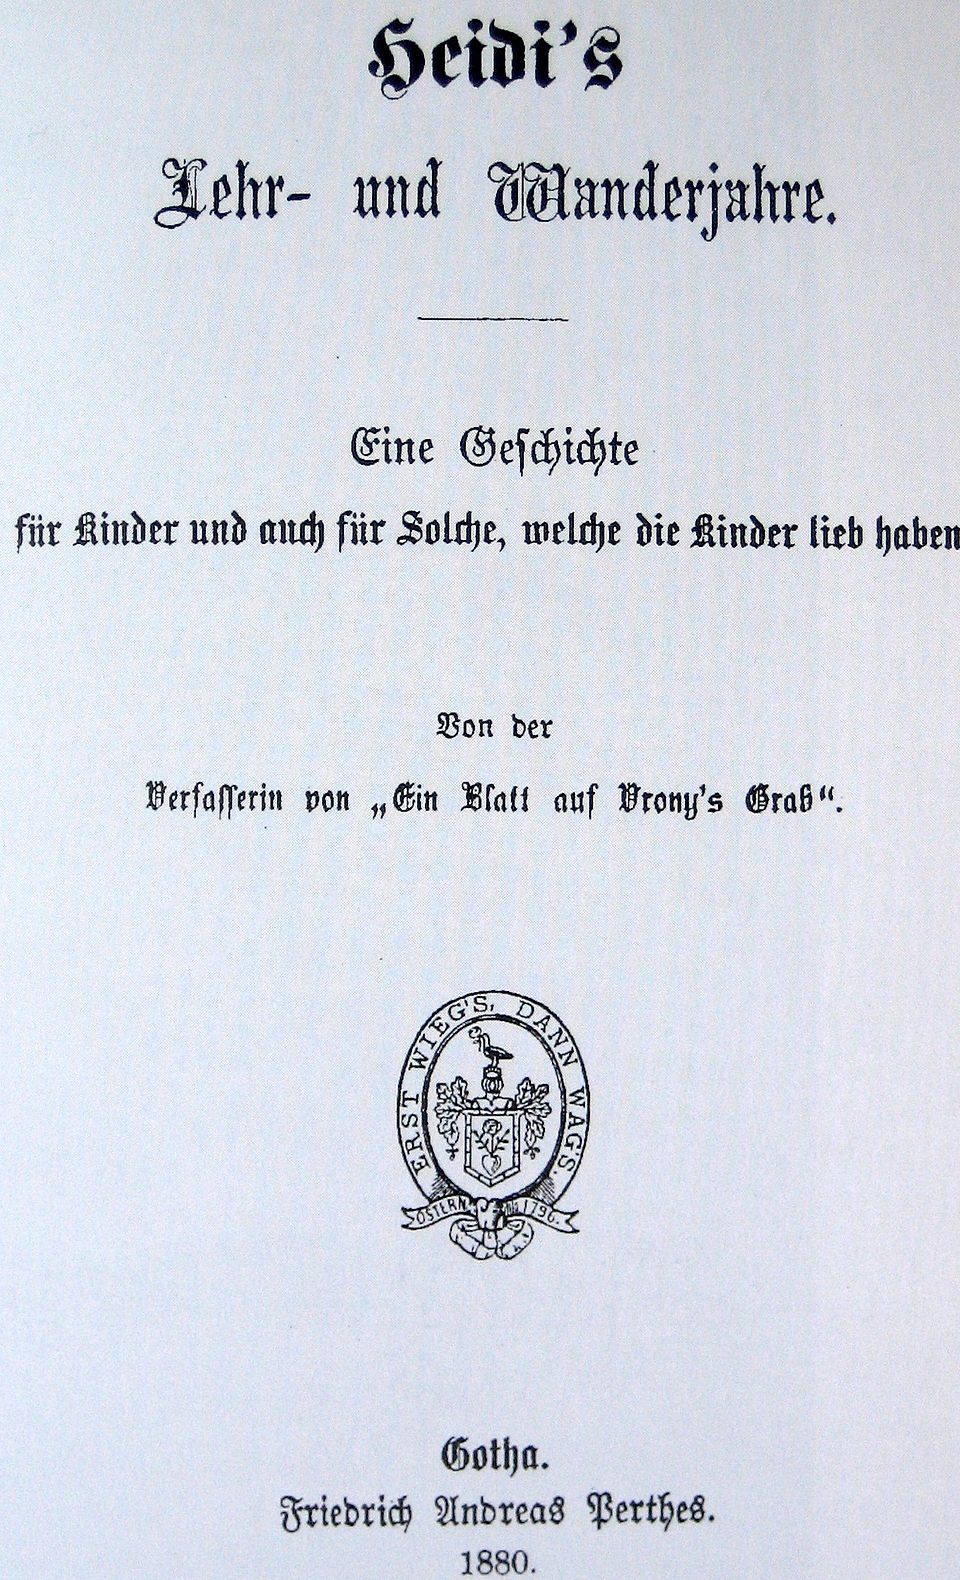 Heidi's
Lehr- und Wanderjahre.
Eine Geschichte
für Kinder und auch für Solche, welche die Kinder lieb haben
Von der
Verfasserin von „Ein Blatt auf Vrony's Grab“.
ERST WIEG'S, DANN WAG'S.
OSTERN 1796.
Gotha.
Friedrich Andreas Perthes.
1880.